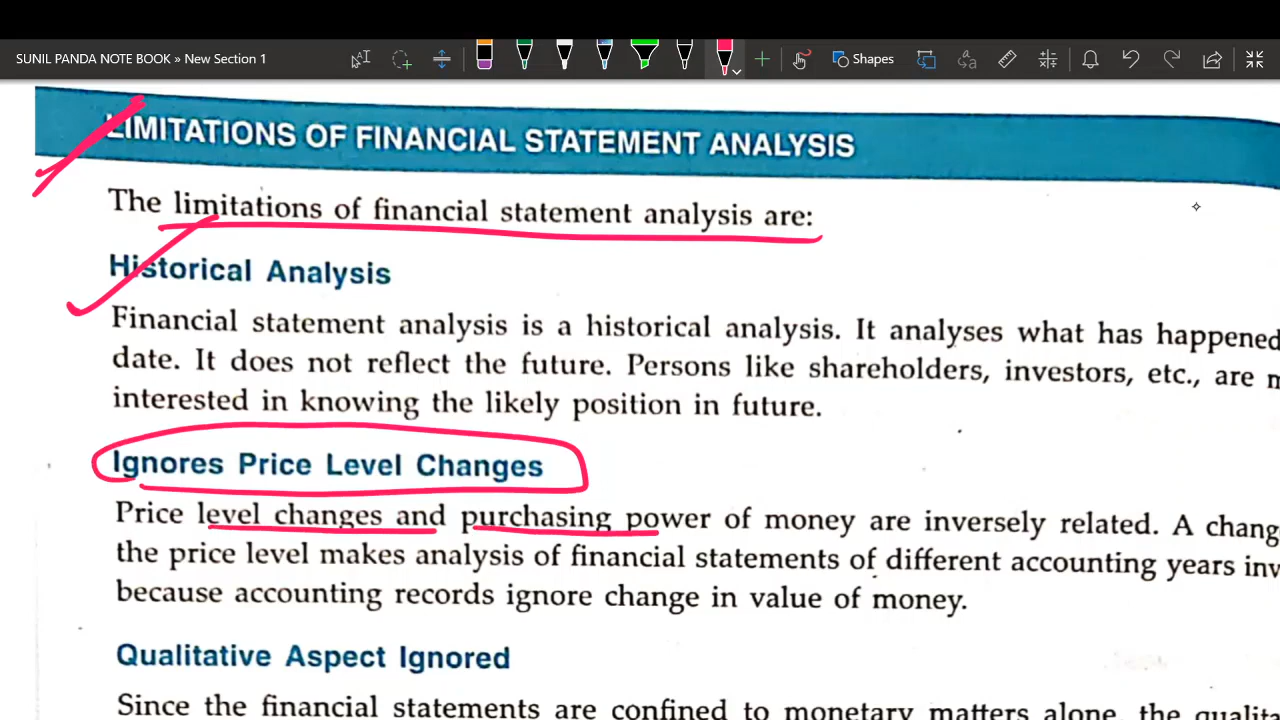 SUNIL PANDA NOTE BOOK » New Section 1
Shapes
LIMITATIONS OF FINANCIAL STATEMENT ANALYSIS
The limitations of financial statement analysis are:
Historical Analysis
Financial statement analysis is a historical analysis. It analyses what has happened
date. It does not reflect the future. Persons like shareholders, investors, etc., are
interested in knowing the likely position in future.
Ignores Price Level Changes
Price level changes and purchasing power of money are inversely related. A
the price level makes analysis of financial statements of different accounting years
because accounting records ignore change in value of money.
Qualitative Aspect Ignored
Since the financial statements are confined to monetary matters alone, the